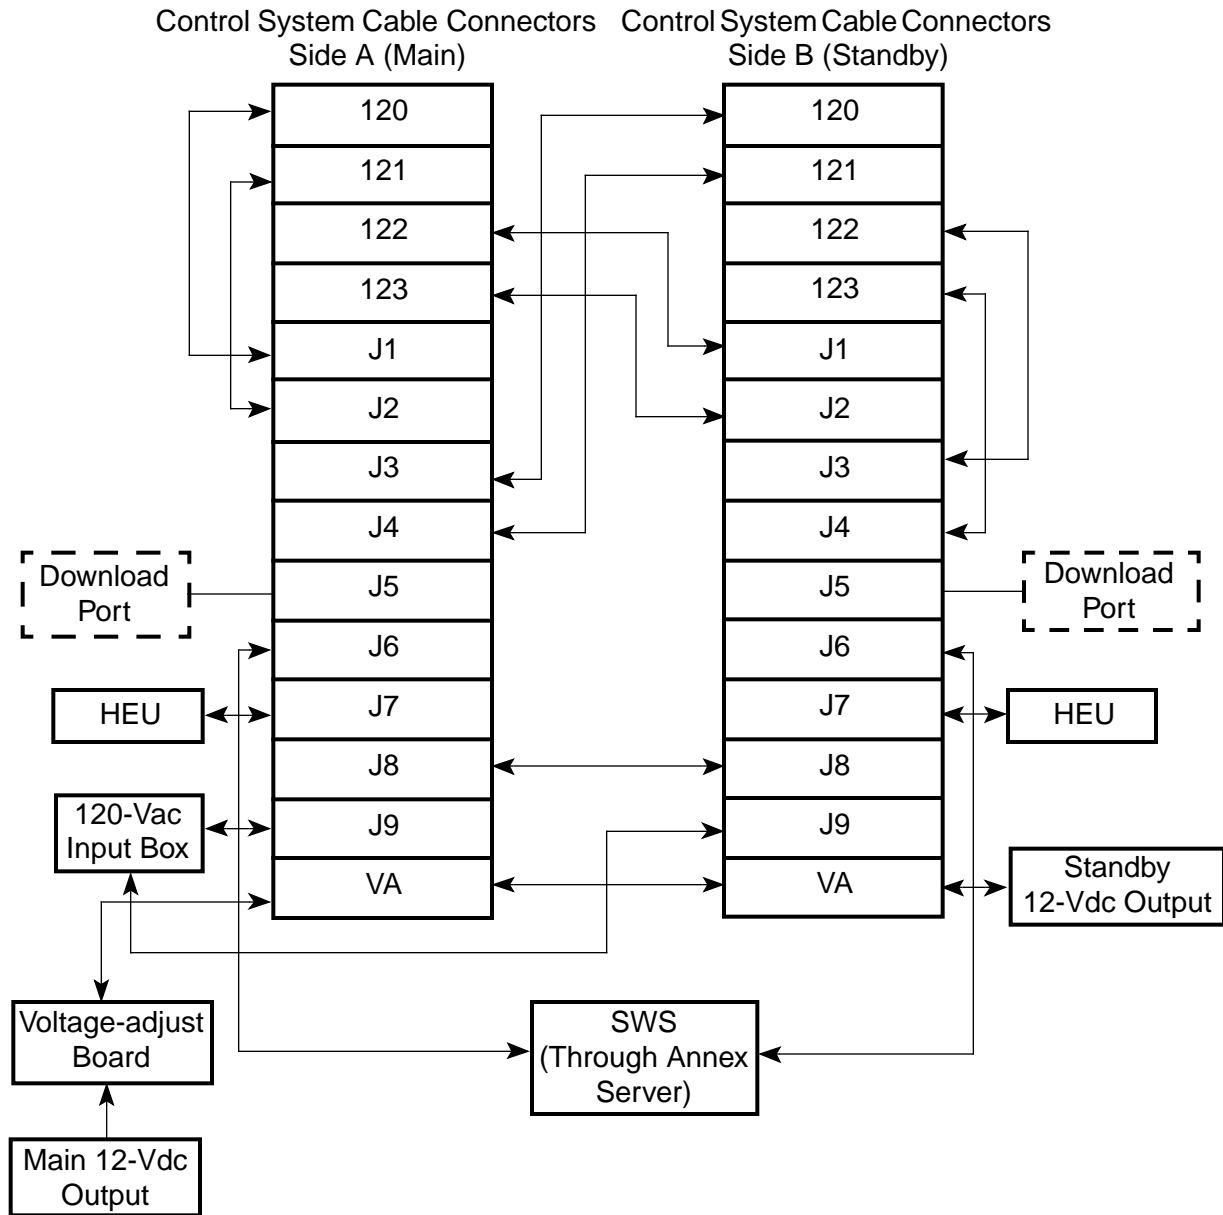 Control System Cable Connectors
Side A (Main)
Control System Cable Connectors
Side B (Standby)
120
121
122
123
J1
J2
J3
J4
J5
J6
J7
J8
J9
VA
120
121
122
123
J1
J2
J3
J4
J5
J6
J7
J8
J9
VA
Download
Port
HEU
120-Vac
Input Box
Voltage-adjust
Board
Main 12-Vdc
Output
SWS
(Through Annex
Server)
Download
Port
HEU
Standby
12-Vdc Output